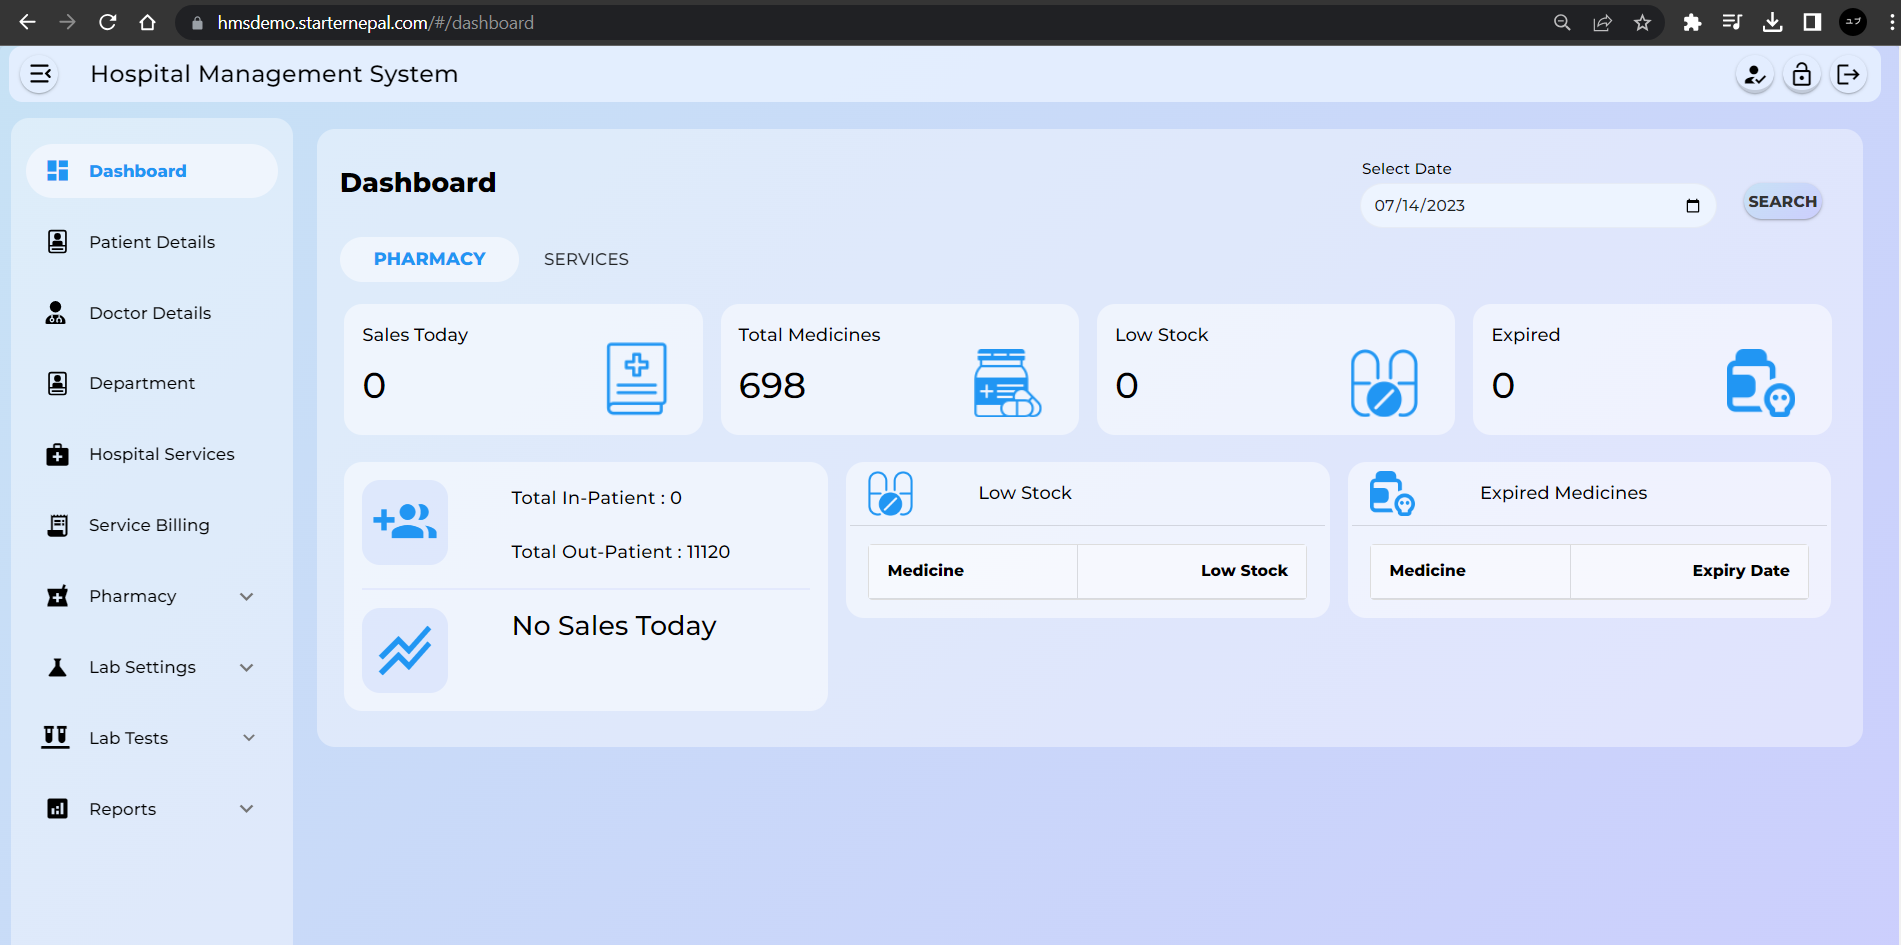 hmsdemo.starternepal.com/#/dashboard
Hospital Management System
Dashboard
Patient Details
Doctor Details
Department
Hospital Services
Service Billing
Pharmacy
Lab Settings
Lab Tests
Reports
Dashboard
Select Date
07/14/2023
SEARCH
PHARMACY
SERVICES
Sales Today
0
Total Medicines
698
Low Stock
0
Expired
0
Total In-Patient : 0
Total Out-Patient : 11120
No Sales Today
Low Stock
Medicine
Low Stock
Expired Medicines
Medicine
Expiry Date